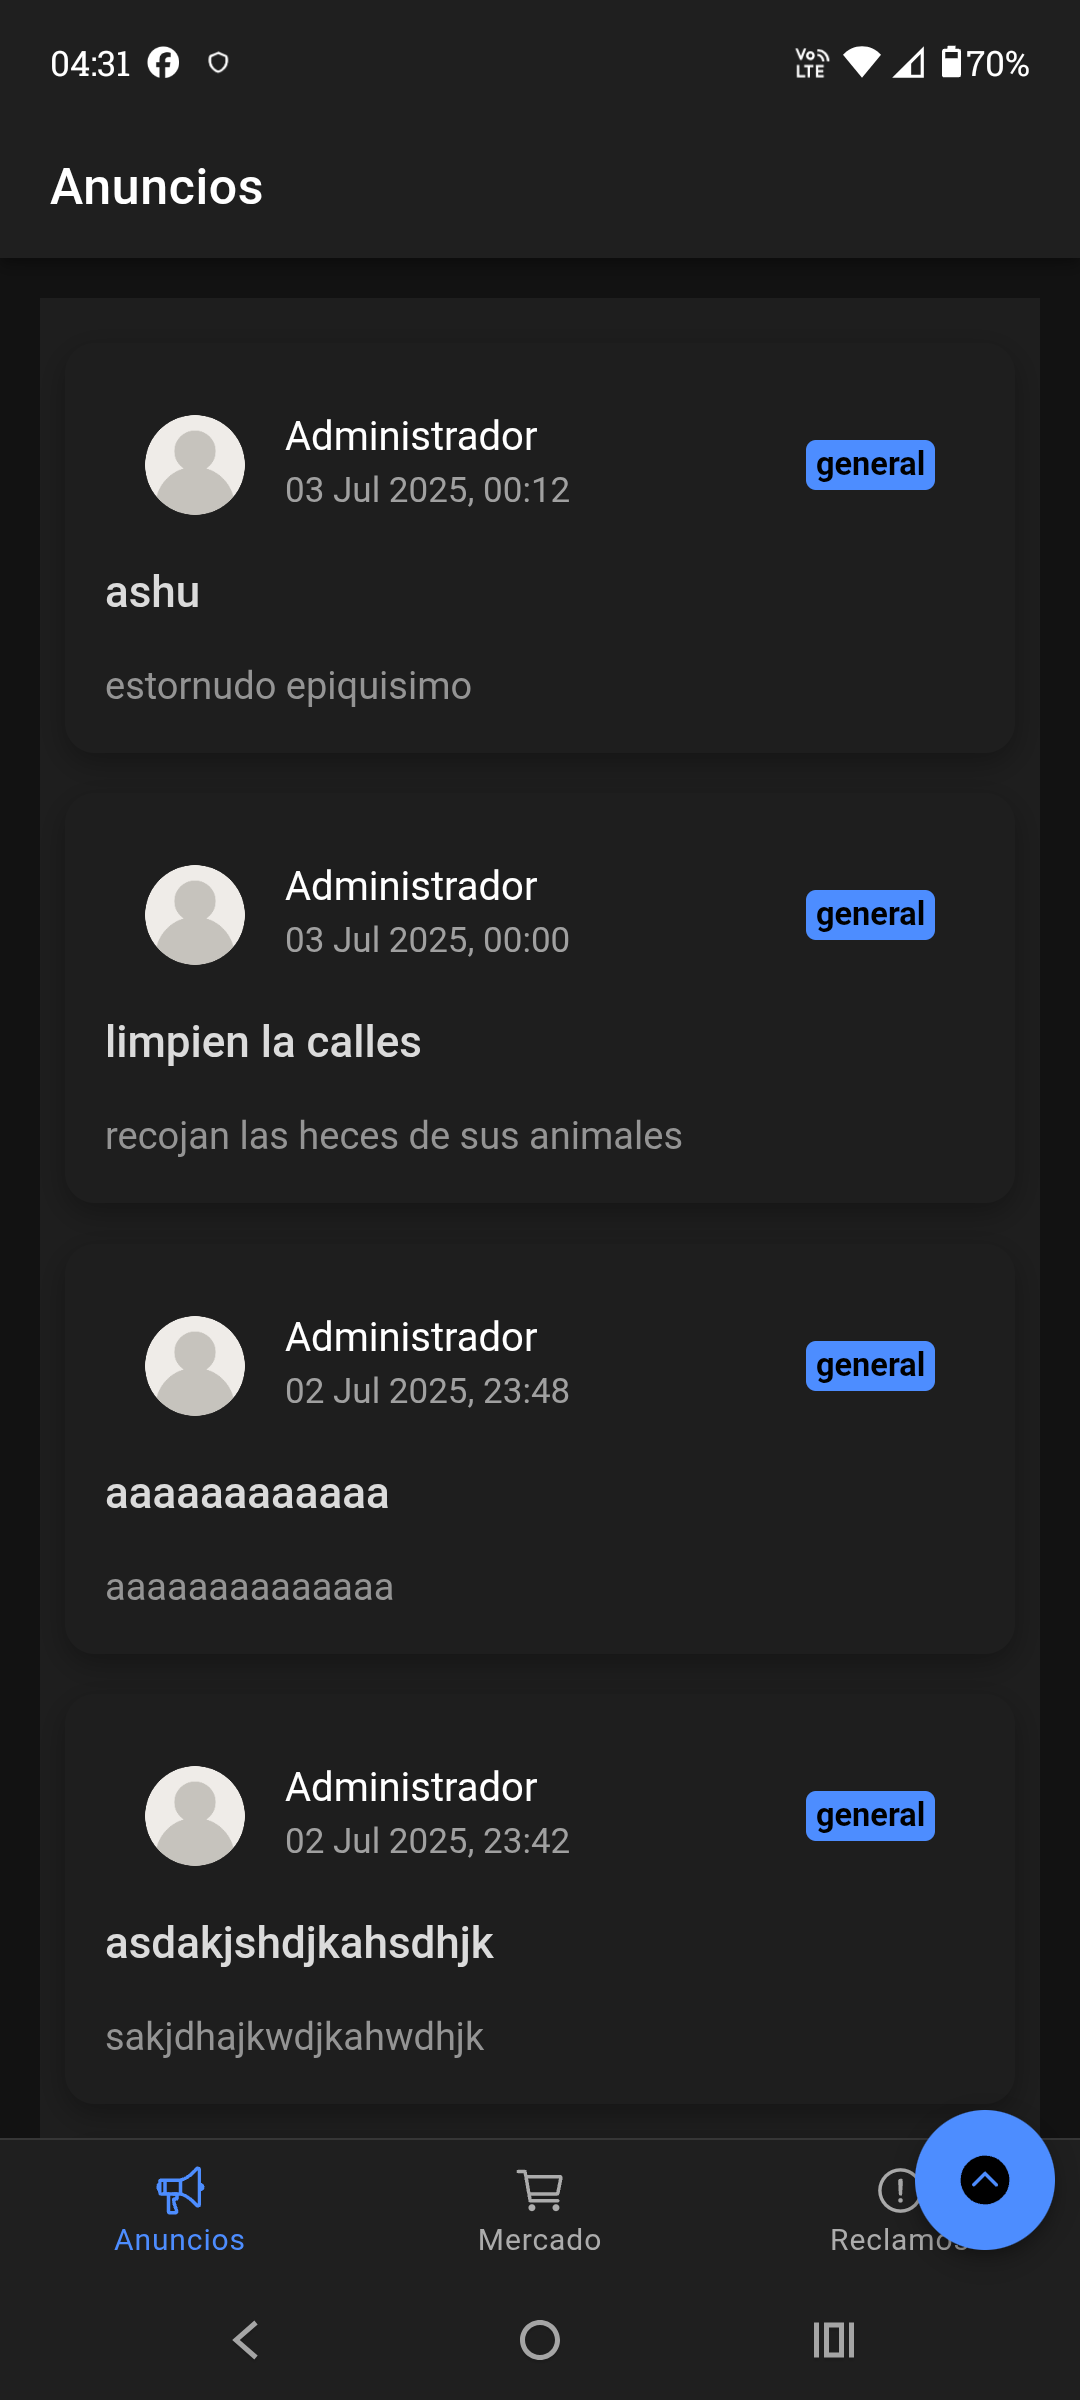 04:31
Vo LTE
70%
Anuncios
Administrador
03 Jul 2025, 00:12
general
ashu
estornudo epiquisimo
Administrador
03 Jul 2025, 00:00
general
limpien la calles
recojan las heces de sus animales
Administrador
02 Jul 2025, 23:48
general
aaaaaaaaaaaa
aaaaaaaaaaaaaa
Administrador
02 Jul 2025, 23:42
general
asdakjshdjkahsdhjk
sakjdhajkwdjkahwdhjk
Anuncios
Mercado
Reclamos